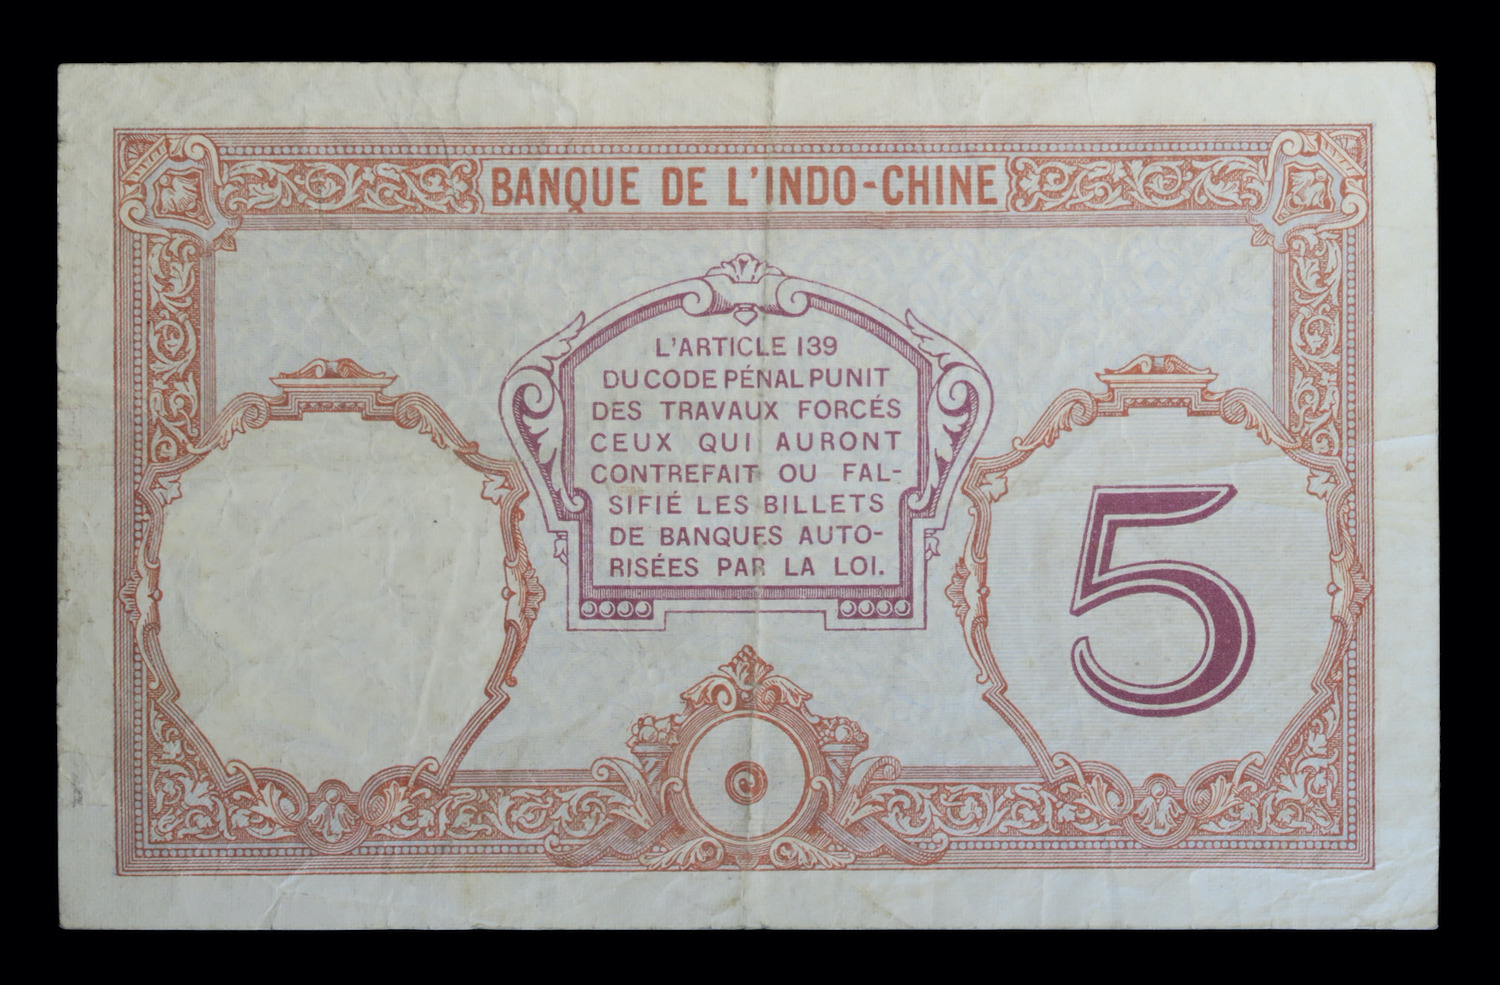 BANQUE DE L'INDO-CHINE
L'ARTICLE 139
DU CODE PÉNAL PUNIT
DES TRAVAUX FORCÉS
CEUX QUI AURONT
CONTREFAIT OU FAL-
SIFIÉ LES BILLETS
DE BANQUES AUTO-
RISÉES PAR LA LOI.
5